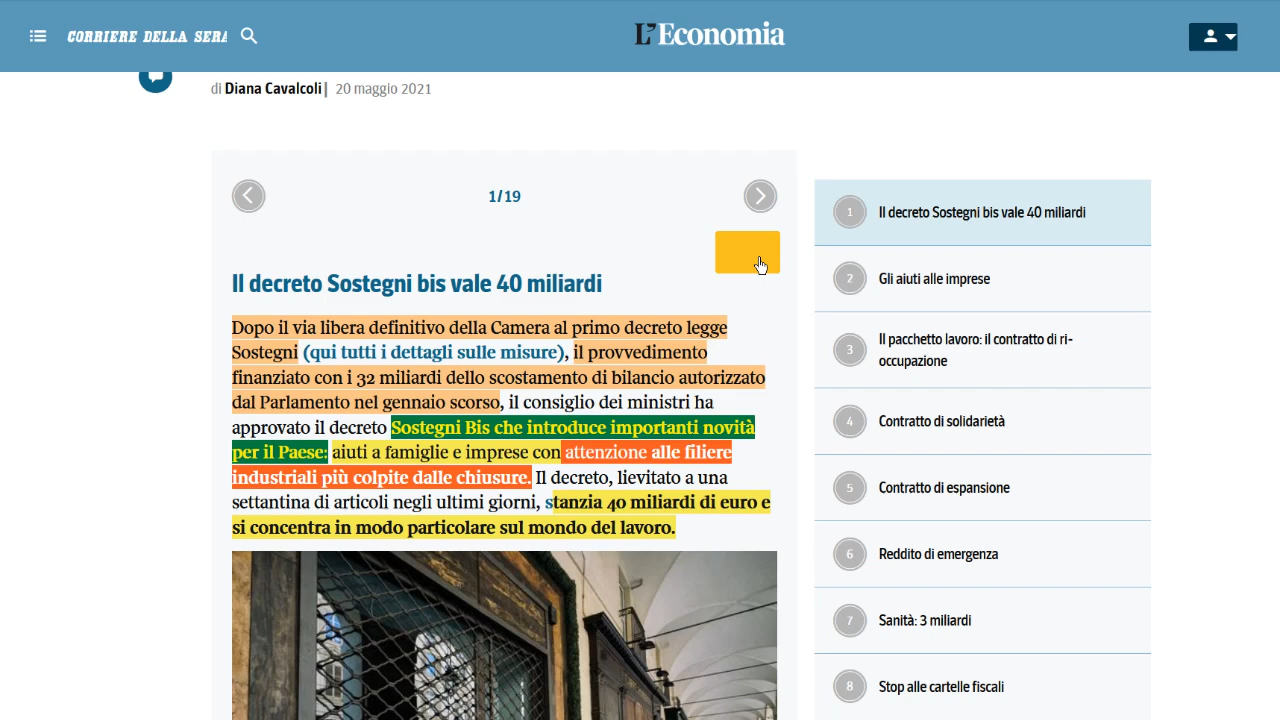 CORRIERE DELLA SERA
L'Economia
di Diana Cavalcoli | 20 maggio 2021
1/19
Il decreto Sostegni bis vale 40 miliardi
Dopo il via libera definitivo della Camera al primo decreto legge
Sostegni (qui tutti i dettagli sulle misure), il provvedimento
finanziato con i 32 miliardi dello scostamento di bilancio autorizzato
dal Parlamento nel gennaio scorso, il consiglio dei ministri ha
approvato il decreto Sostegni Bis che introduce importanti novità
per il Paese: aiuti a famiglie e imprese con attenzione alle filiere
industriali più colpite dalle chiusure. Il decreto, lievitato a una
settantina di articoli negli ultimi giorni, stanzia 40 miliardi di euro e
si concentra in modo particolare sul mondo del lavoro.
1 Il decreto Sostegni bis vale 40 miliardi
2 Gli aiuti alle imprese
3 Il pacchetto lavoro: il contratto di ri-
occupazione
4 Contratto di solidarietà
5 Contratto di espansione
6 Reddito di emergenza
7 Sanità: 3 miliardi
8 Stop alle cartelle fiscali